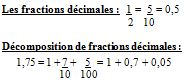 Les fractions décimales : 1 = 5 = 0,5
2 10
Décomposition de fractions décimales :
1,75 = 1 + 7 + 5 = 1 + 0,7 + 0,05
10 100